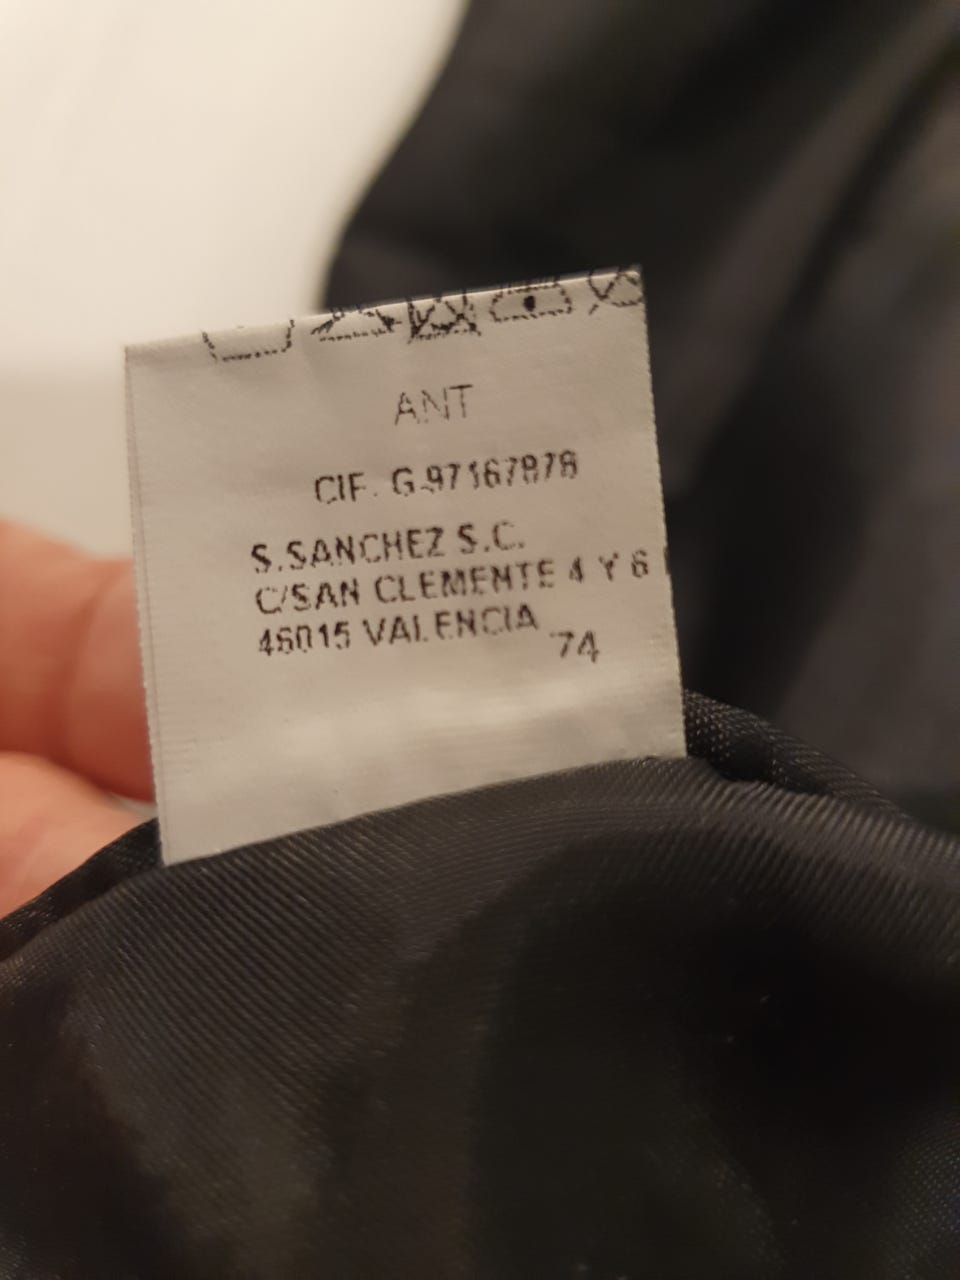 ANT
CIF. G.97167878
S.SANCHEZ S.C.
C/SAN CLEMENTE 4 Y 6
46015 VALENCIA
74